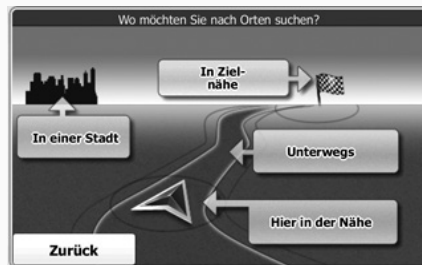 Wo möchten Sie nach Orten suchen?
In Ziel-
nähe
In einer Stadt
Unterwegs
Hier in der Nähe
Zurück